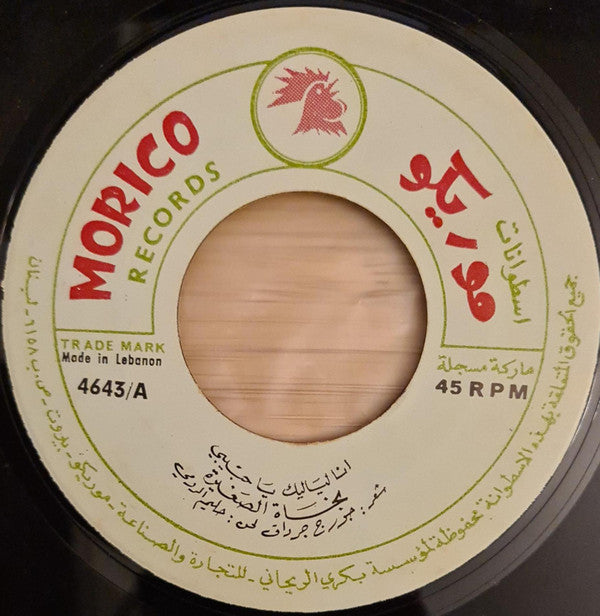 MORICO
RECORDS
موريكو
اسطوانات
TRADE MARK
Made in Lebanon
ماركة مسجلة
4643/A
45 RPM
انا لياليك يا حبيبي
نجاة الصغيرة
شعر: جورج جرداق لحن: حليم الرومي
جميع الحقوق المتعلقة بهذه الاسطوانة محفوظة لمؤسسة بكري الريحاني - للتجارة والصناعة - موريكو - بيروت - ص.ب ٦١٥٨ - لبنان